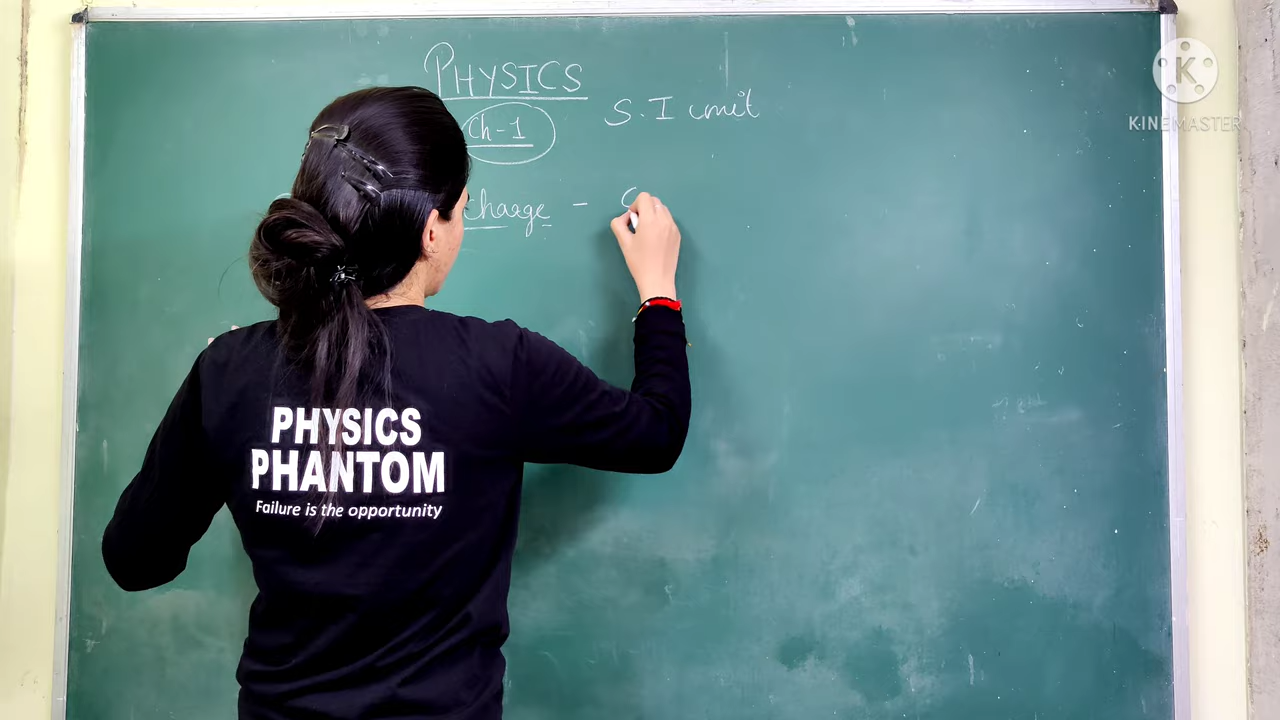 PHYSICS
Ch-1
S.I unit
charge -
PHYSICS
PHANTOM
Failure is the opportunity
KINEMASTER